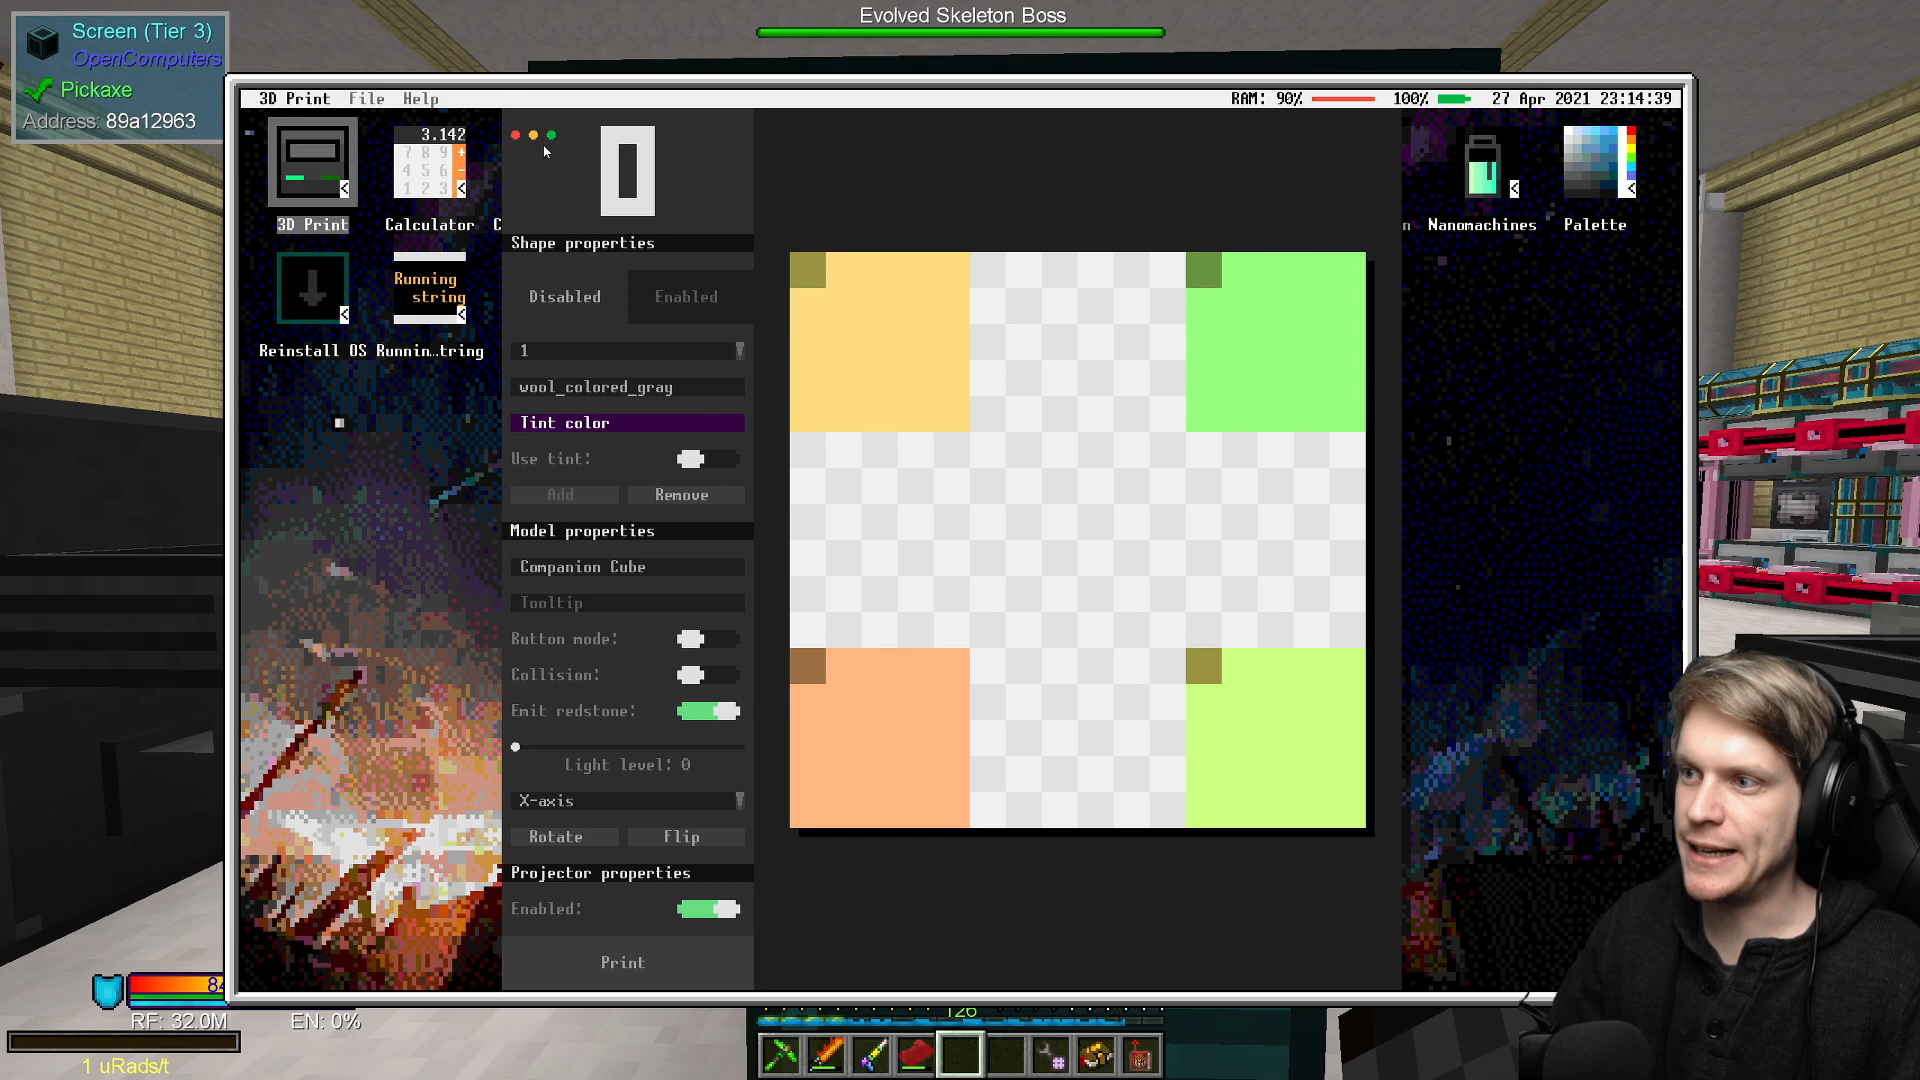 Evolved Skeleton Boss
Screen (Tier 3)
OpenComputers
Pickaxe
Address: 89a12963
3D Print File Help
RAM: 90% 100% 27 Apr 2021 23:14:39
3.142
7 8 9 +
4 5 6 -
1 2 3
3D Print
Calculator
Nanomachines
Palette
Running
string
Reinstall OS
Runnin…tring
0
Shape properties
Disabled
Enabled
1
wool_colored_gray
Tint color
Use tint:
Add
Remove
Model properties
Companion Cube
Tooltip
Button mode:
Collision:
Emit redstone:
Light level: 0
X-axis
Rotate
Flip
Projector properties
Enabled:
Print
RF: 32.0M
EN: 0%
1 uRads/t
126